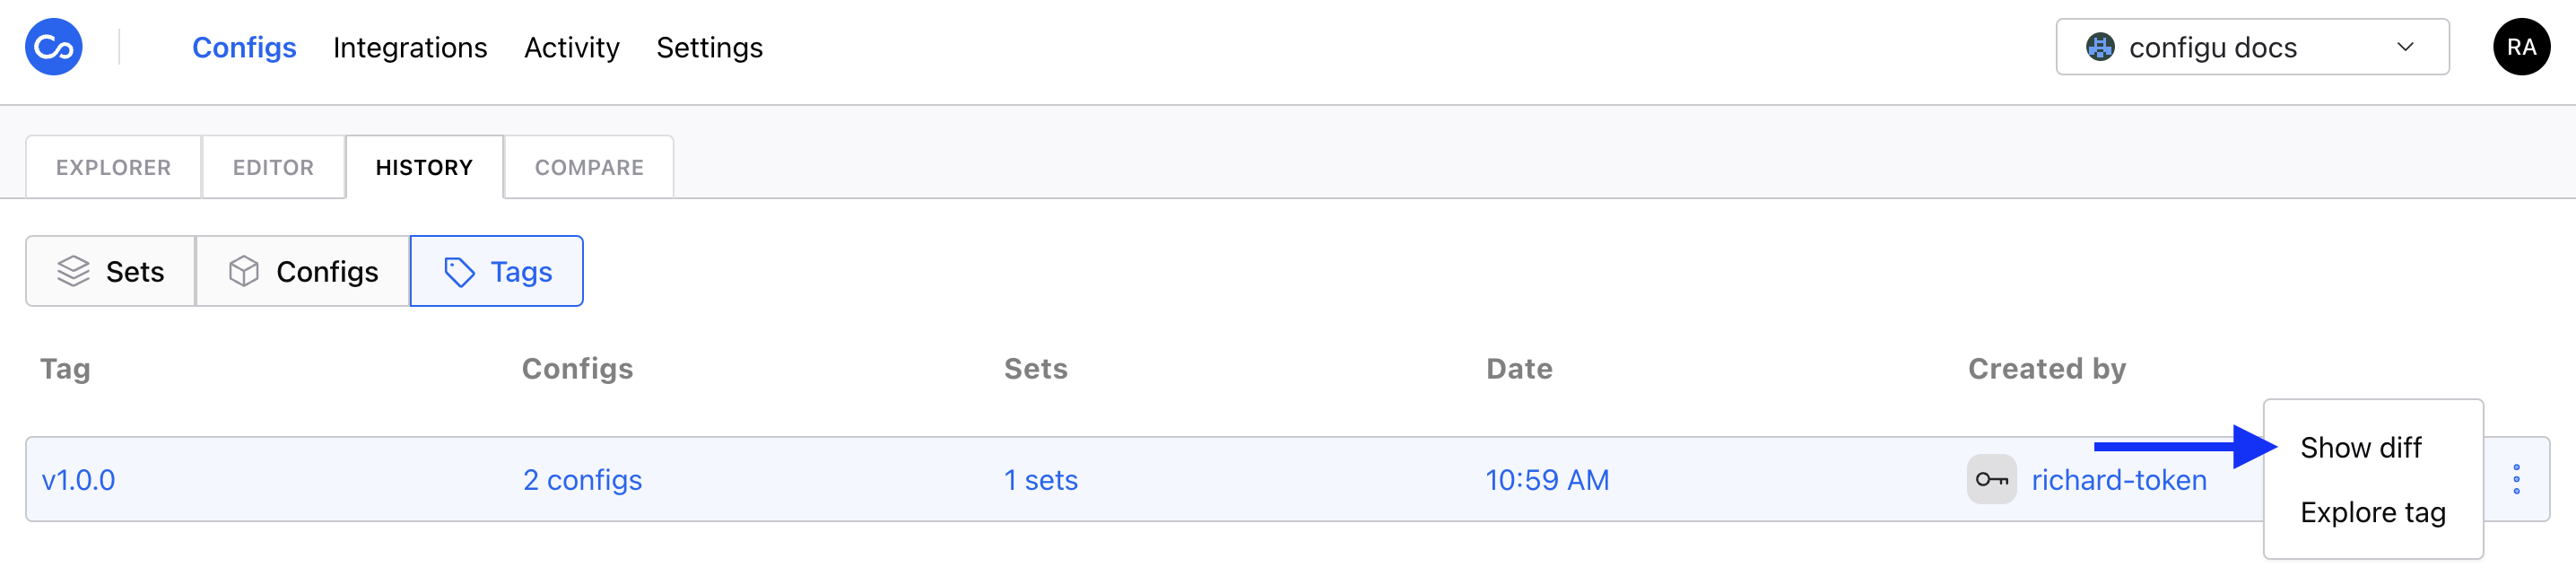 Configs Integrations Activity Settings configu docs RA
EXPLORER EDITOR HISTORY COMPARE
Sets Configs Tags
Tag Configs Sets Date Created by
Show diff
v1.0.0 2 configs 1 sets 10:59 AM richard-token
Explore tag